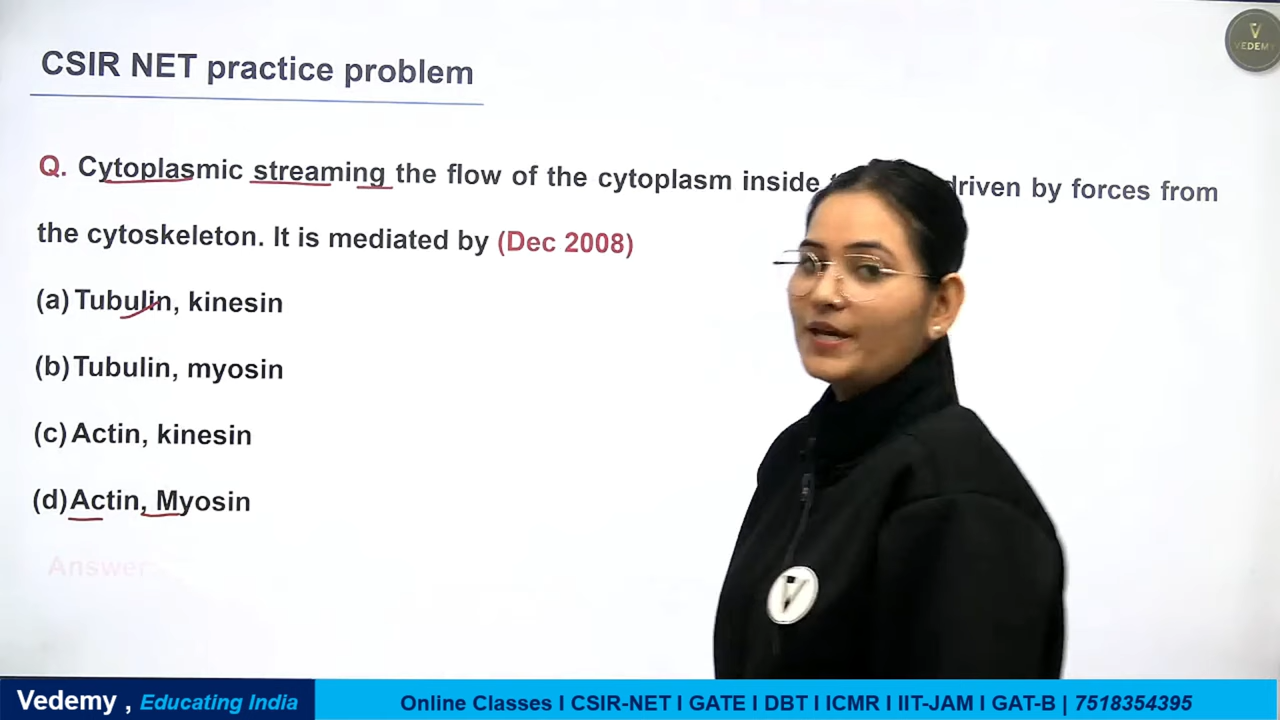 VEDEMY
CSIR NET practice problem
Q. Cytoplasmic streaming the flow of the cytoplasm inside driven by forces from
the cytoskeleton. It is mediated by (Dec 2008)
(a) Tubulin, kinesin
(b) Tubulin, myosin
(c) Actin, kinesin
(d) Actin, Myosin
Answer:
Vedemy , Educating India
Online Classes I CSIR-NET I GATE I DBT I ICMR I IIT-JAM I GAT-B | 7518354395